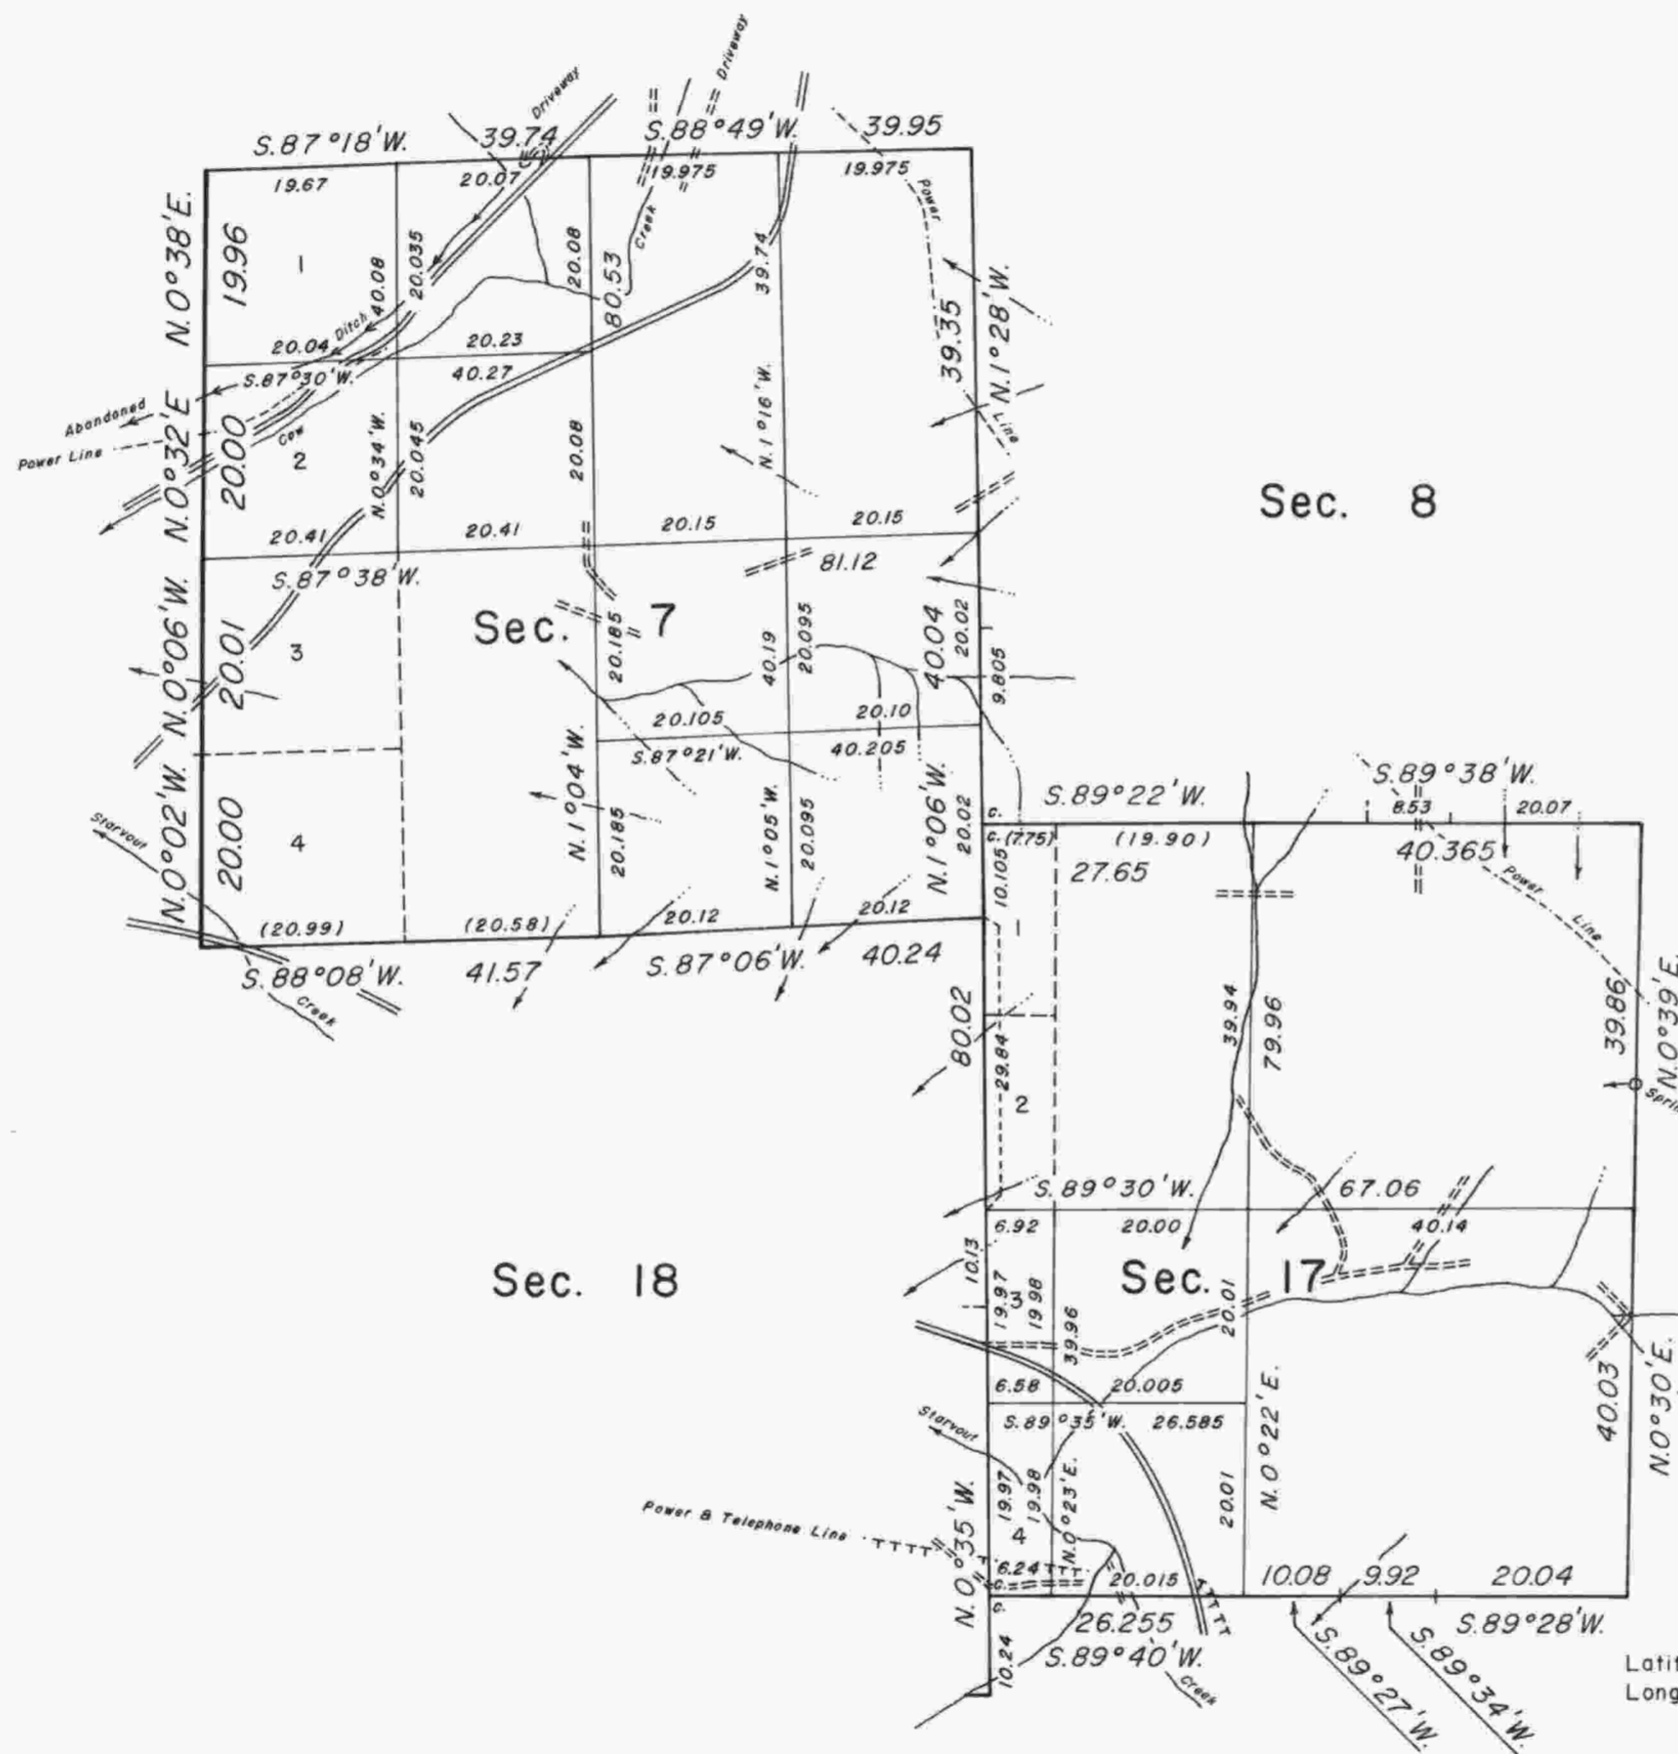 Driveway
Driveway
S.87°18'W.
39.74
S.88°49'W.
39.95
19.67
20.07
19.975
19.975
N.0°38'E.
19.96
1
40.08
20.035
20.08
80.53
Creek
39.74
Power
39.35
N.1°28'W.
Ditch
20.04
20.23
S.87°30'W.
40.27
Abandoned
Power Line
Cow
N.0°32'E
20.00
2
N.0°34'W.
20.045
20.08
N.1°16'W.
Line
Sec. 8
20.41
20.41
20.15
20.15
S.87°38'W.
81.12
N.0°06'W.
20.01
3
Sec. 7
20.185
40.19
20.095
40.04
20.02
9.805
20.105
20.10
S.87°21'W.
40.205
N.0°02'W.
20.00
4
Starvout
N.1°04'W.
20.185
N.1°05'W.
20.095
N.1°06'W.
20.02
(20.99)
(20.58)
20.12
20.12
S.88°08'W.
41.57
S.87°06'W.
40.24
Creek
S.89°22'W.
S.89°38'W.
8.53
20.07
C.
C. (7.75)
(19.90)
40.365
27.65
10.105
1
Power
Line
80.02
29.84
2
39.94
79.96
39.86
N.0°39'E.
S.89°30'W.
67.06
6.92
20.00
40.14
10.13
Sec. 18
Sec. 17
19.97
3
19.98
39.96
20.01
6.58
20.005
S.89°35'W.
26.585
Starvout
N.0°22'E.
40.03
N.0°30'E.
Power & Telephone Line
N.0°35'W.
19.97
19.98
4
N.0°23'E.
20.01
6.24
20.015
10.08
9.92
20.04
C.
C.
26.255
S.89°28'W.
10.24
S.89°40'W.
Creek
S.89°27'W.
S.89°34'W.
Latit
Long